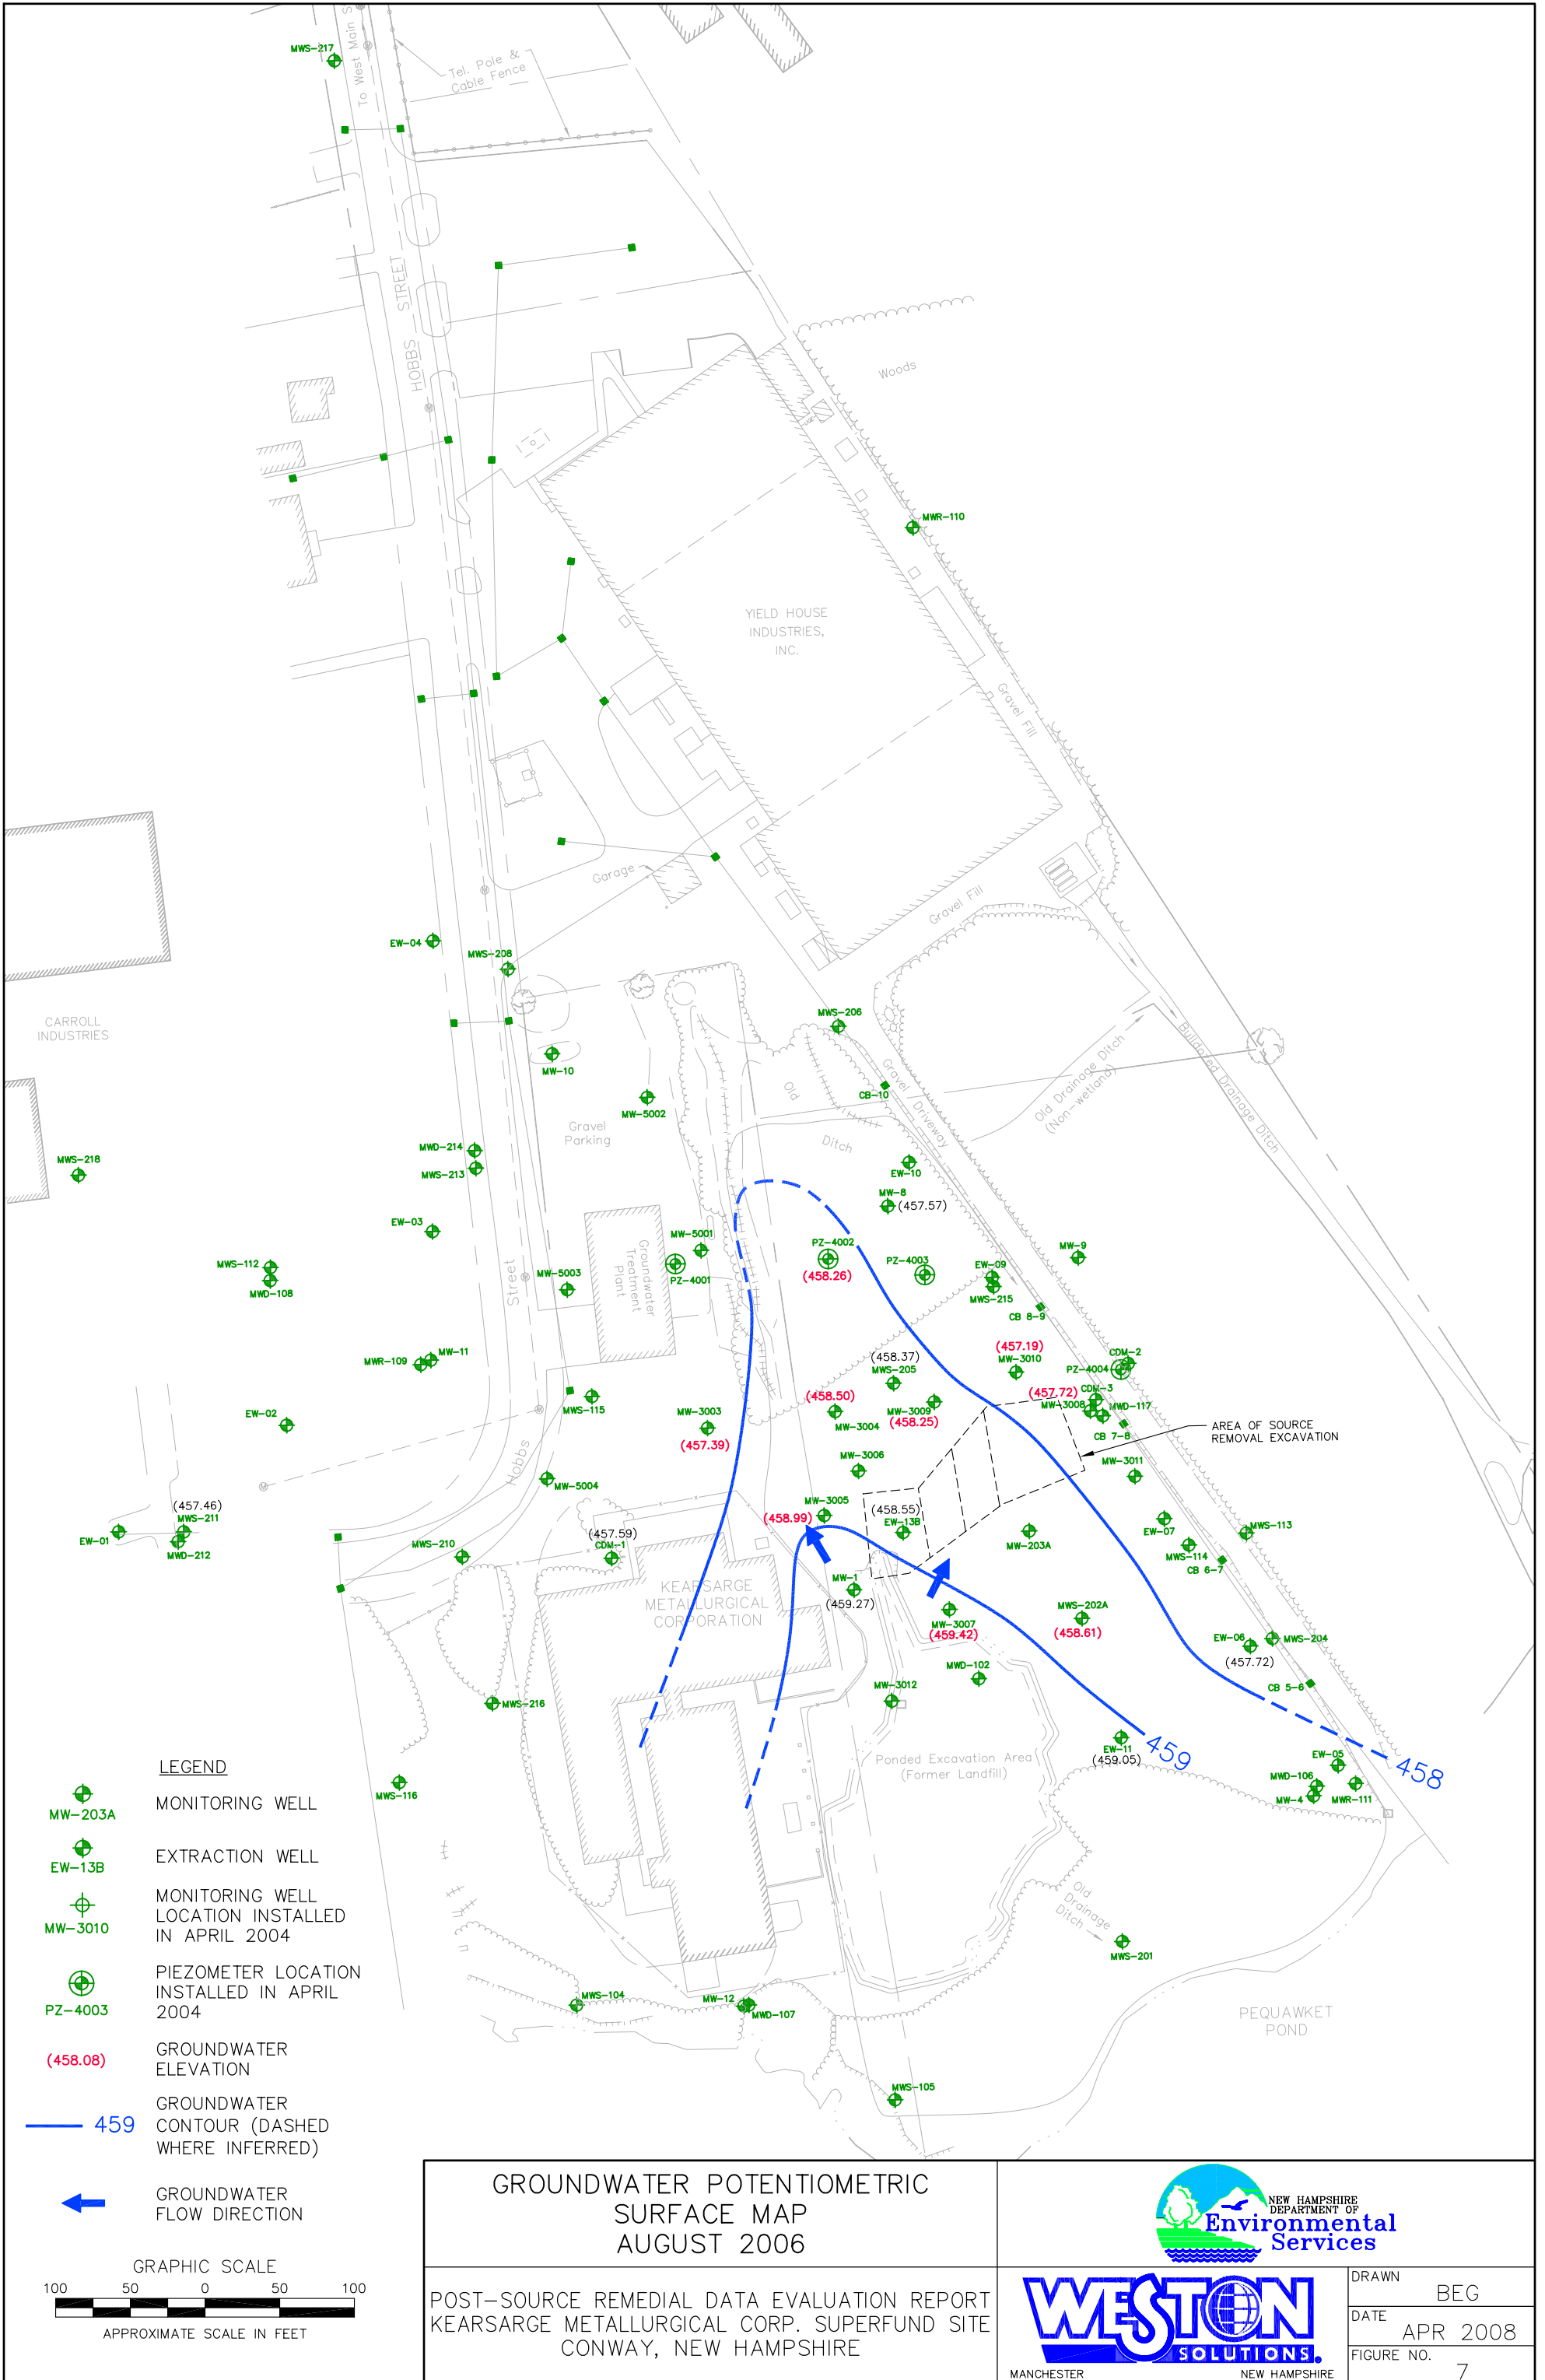 MWS-217
To West Main S
Tel. Pole &
Cable Fence
HOBBS STREET
Woods
MWR-110
YIELD HOUSE
INDUSTRIES,
INC.
Gravel Fill
Garage
Gravel Fill
EW-04
MWS-208
CARROLL
INDUSTRIES
MWS-206
MW-10
MW-5002
Gravel
Parking
Old
Ditch
CB-10
Gravel Driveway
Old Drainage Ditch
(Non-wetland)
Bulldozed Drainage Ditch
MWD-214
MWS-213
MWS-218
EW-10
MW-8
(457.57)
EW-03
MW-5001
PZ-4002
(458.26)
PZ-4003
MW-9
MWS-112
MWD-108
Street
MW-5003
Groundwater
Treatment
Plant
PZ-4001
EW-09
MWS-215
CB 8-9
MWR-109
MW-11
(458.37)
MWS-205
(457.19)
MW-3010
CDM-2
PZ-4004
EW-02
MWS-115
MW-3003
(457.39)
(458.50)
MW-3004
MW-3009
(458.25)
(457.72)
CDM-3
MW-3008
MWD-117
CB 7-8
AREA OF SOURCE
REMOVAL EXCAVATION
Hobbs
MW-5004
MW-3006
MW-3011
(457.46)
MWS-211
EW-01
MWD-212
MW-3005
(458.99)
(458.55)
EW-13B
MW-203A
EW-07
MWS-113
MWS-114
CB 6-7
MWS-210
(457.59)
CDM-1
KEARSARGE
METALLURGICAL
CORPORATION
MW-1
(459.27)
MW-3007
(459.42)
MWS-202A
(458.61)
EW-06
(457.72)
MWS-204
CB 5-6
MWD-102
MW-3012
MWS-216
EW-11
(459.05)
459
458
Ponded Excavation Area
(Former Landfill)
EW-05
MWD-106
MW-4
MWR-111
MWS-116
Old
Drainage
Ditch
MWS-201
MWS-104
MW-12
MWD-107
MWS-105
PEQUAWKET
POND
LEGEND
MW-203A
MONITORING WELL
EW-13B
EXTRACTION WELL
MW-3010
MONITORING WELL
LOCATION INSTALLED
IN APRIL 2004
PZ-4003
PIEZOMETER LOCATION
INSTALLED IN APRIL
2004
(458.08)
GROUNDWATER
ELEVATION
459
GROUNDWATER
CONTOUR (DASHED
WHERE INFERRED)
GROUNDWATER
FLOW DIRECTION
GRAPHIC SCALE
100 50 0 50 100
APPROXIMATE SCALE IN FEET
GROUNDWATER POTENTIOMETRIC
SURFACE MAP
AUGUST 2006
POST-SOURCE REMEDIAL DATA EVALUATION REPORT
KEARSARGE METALLURGICAL CORP. SUPERFUND SITE
CONWAY, NEW HAMPSHIRE
NEW HAMPSHIRE
DEPARTMENT OF
Environmental
Services
WESTON
SOLUTIONS®
MANCHESTER NEW HAMPSHIRE
DRAWN
BEG
DATE
APR 2008
FIGURE NO.
7